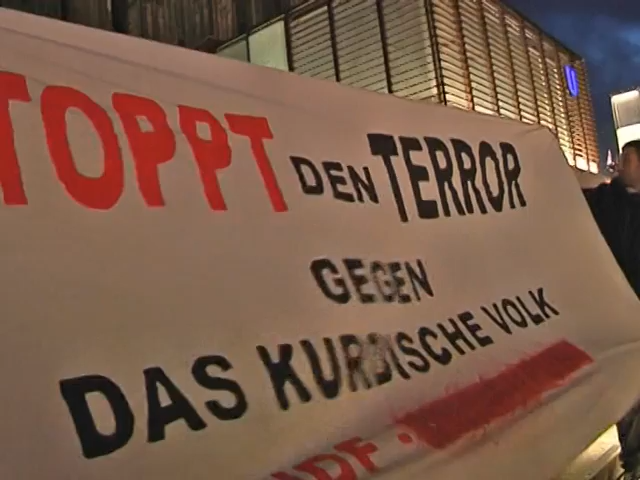 TOPPT DEN TERROR
GEGEN
DAS KURDISCHE VOLK
U